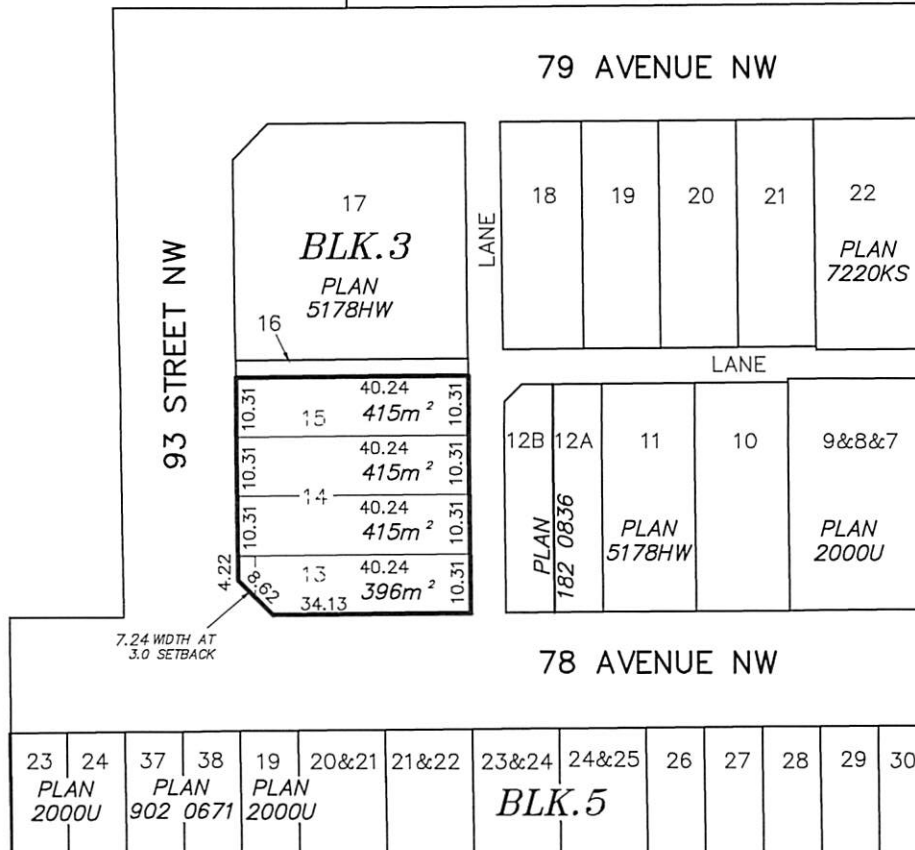 79 AVENUE NW
93 STREET NW
17
BLK.3
PLAN
5178HW
16
LANE
18
19
20
21
22
PLAN
7220KS
LANE
10.31
15
40.24
415m²
10.31
10.31
14
40.24
415m²
10.31
10.31
40.24
415m²
10.31
4.22
8.62
13
40.24
396m²
34.13
10.31
7.24 WIDTH AT
3.0 SETBACK
12B
12A
11
10
9&8&7
PLAN
182 0836
PLAN
5178HW
PLAN
2000U
78 AVENUE NW
23
24
37
38
19
20&21
21&22
23&24
24&25
26
27
28
29
30
PLAN
2000U
PLAN
902 0671
PLAN
2000U
BLK.5